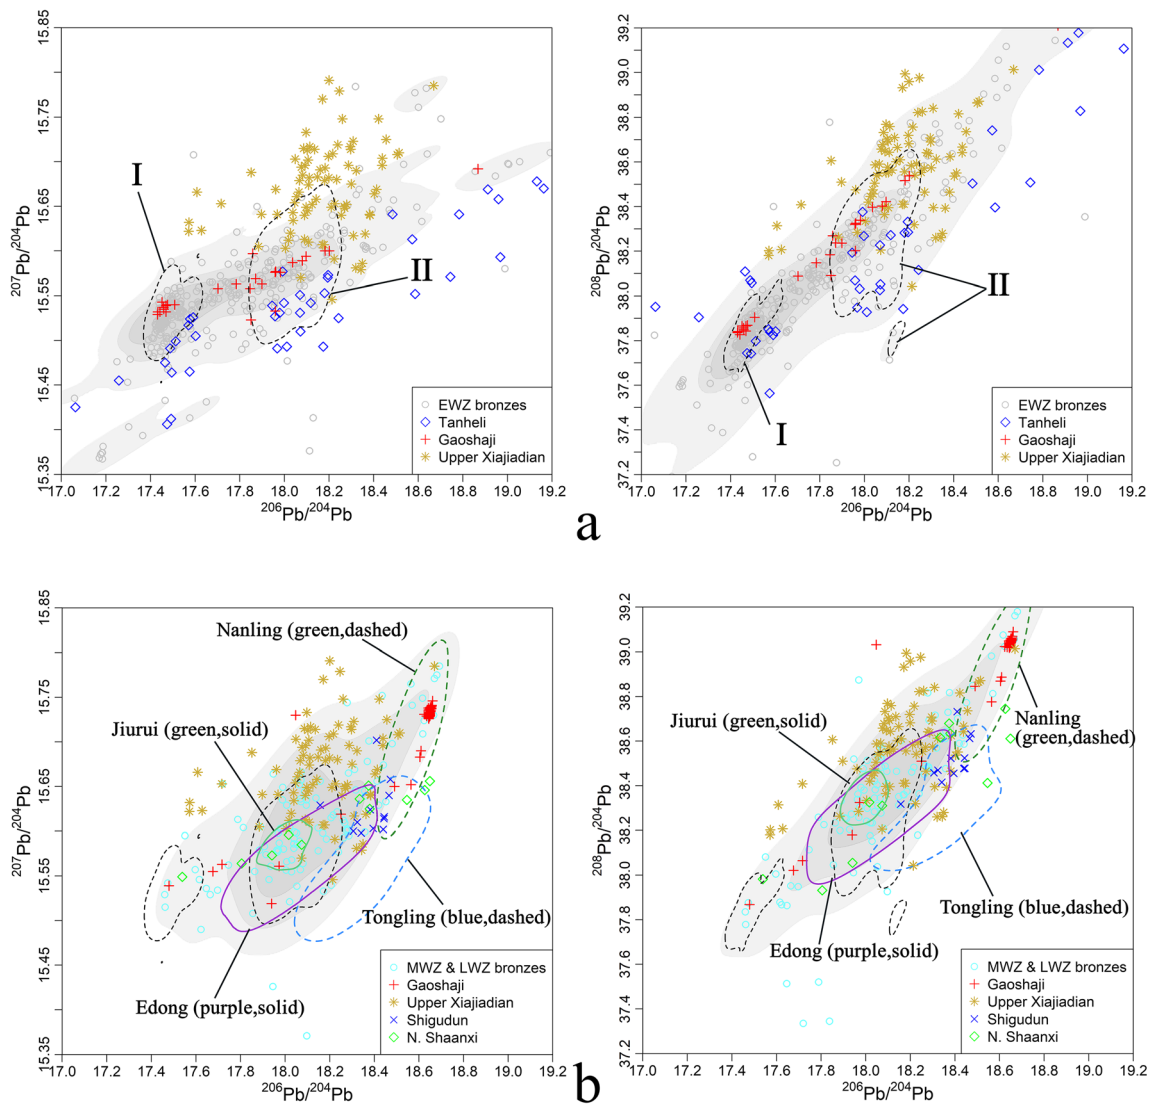 15.85
15.75
15.65
15.55
15.45
15.35
207Pb/204Pb
I
II
EWZ bronzes
Tanheli
Gaoshaji
Upper Xiajiadian
17.0 17.4 17.6 17.8 18.0 18.2 18.4 18.6 18.8 19.0 19.2
206Pb/204Pb
39.2
39.0
38.8
38.6
38.4
38.2
38.0
37.8
37.6
37.4
37.2
208Pb/204Pb
II
I
EWZ bronzes
Tanheli
Gaoshaji
Upper Xiajiadian
17.0 17.4 17.6 17.8 18.0 18.2 18.4 18.6 18.8 19.0 19.2
206Pb/204Pb
a
15.85
15.75
15.65
15.55
15.45
15.35
207Pb/204Pb
Nanling (green,dashed)
Jiurui (green,solid)
Tongling (blue,dashed)
Edong (purple,solid)
MWZ & LWZ bronzes
Gaoshaji
Upper Xiajiadian
Shigudun
N. Shaanxi
17.0 17.4 17.6 17.8 18.0 18.2 18.4 18.6 18.8 19.0 19.2
206Pb/204Pb
39.2
39.0
38.8
38.6
38.4
38.2
38.0
37.8
37.6
37.4
37.2
208Pb/204Pb
Jiurui (green,solid)
Nanling
(green,dashed)
Tongling (blue,dashed)
Edong (purple,solid)
MWZ & LWZ bronzes
Gaoshaji
Upper Xiajiadian
Shigudun
N. Shaanxi
17.0 17.4 17.6 17.8 18.0 18.2 18.4 18.6 18.8 19.0 19.2
206Pb/204Pb
b